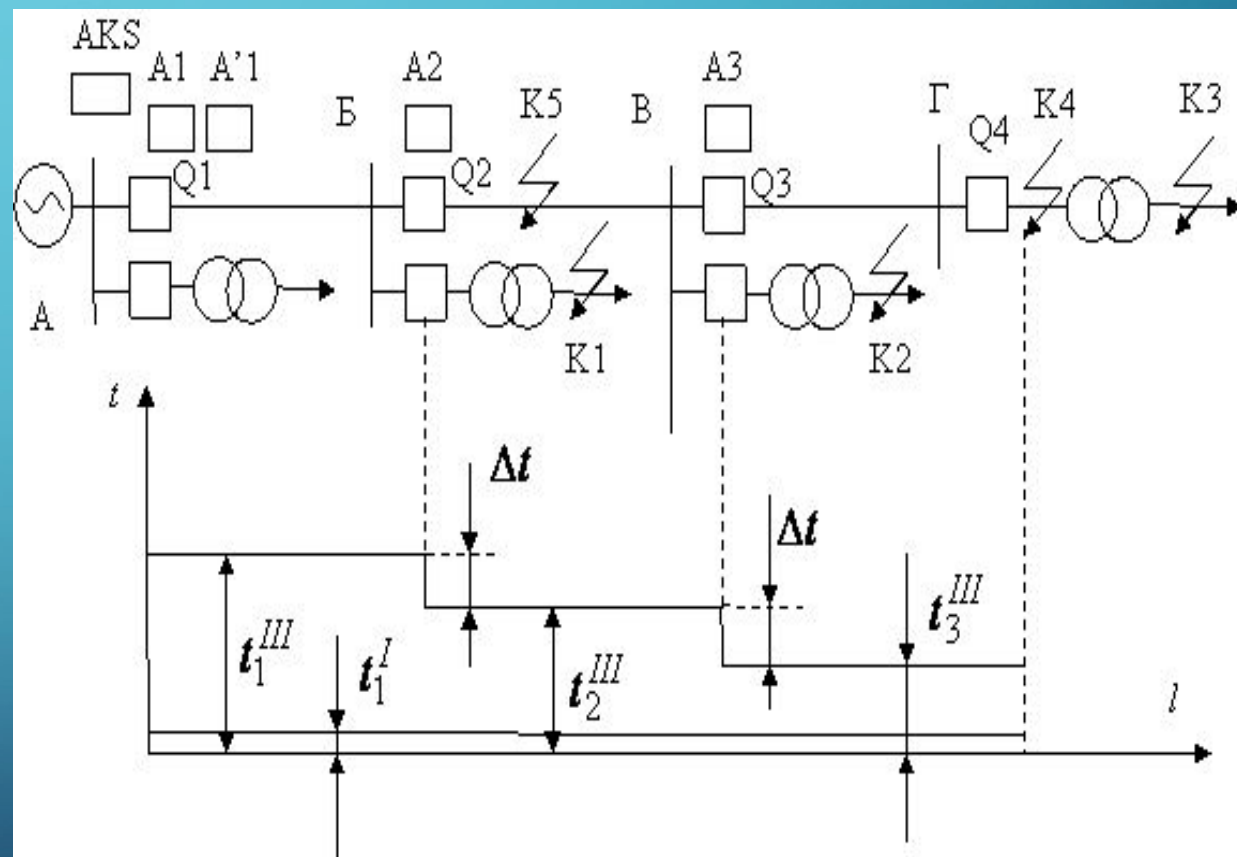 AKS
A1 A'1 Б A2 K5 В A3 Г Q4 K4 K3
Q1 Q2 Q3
А K1 K2
t
Δt
Δt
t₁ᴵᴵᴵ t₁ᴵ t₂ᴵᴵᴵ t₃ᴵᴵᴵ l